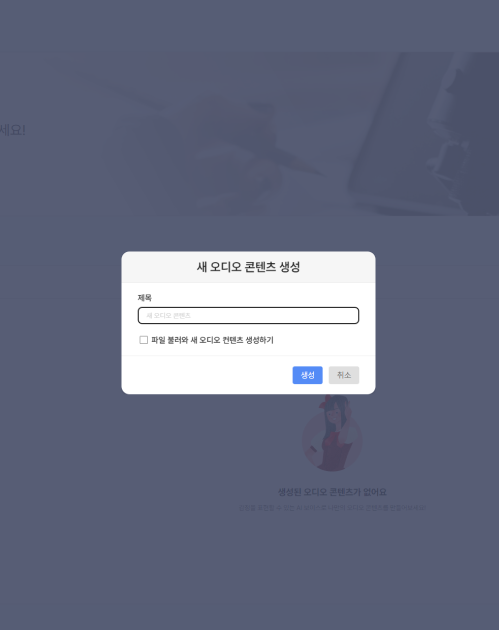 세요!
새 오디오 콘텐츠 생성
제목
새 오디오 콘텐츠
파일 불러와 새 오디오 컨텐츠 생성하기
생성
취소
생성된 오디오 콘텐츠가 없어요